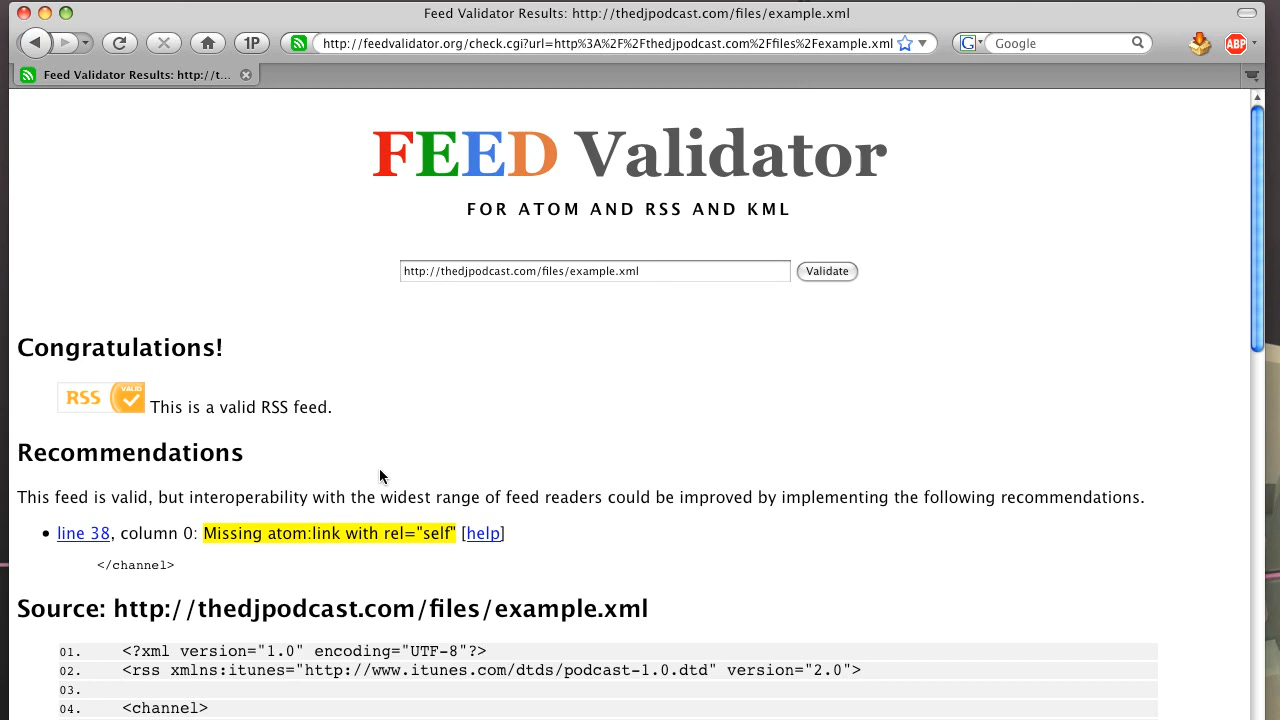 Feed Validator Results: http://thedjpodcast.com/files/example.xml
1P
http://feedvalidator.org/check.cgi?url=http%3A%2F%2Fthedjpodcast.com%2Ffiles%2Fexample.xml
G
Google
ABP
Feed Validator Results: http://t...
FEED Validator
FOR ATOM AND RSS AND KML
http://thedjpodcast.com/files/example.xml
Validate
Congratulations!
RSS VALID This is a valid RSS feed.
Recommendations
This feed is valid, but interoperability with the widest range of feed readers could be improved by implementing the following recommendations.
• line 38, column 0: Missing atom:link with rel="self" [help]
</channel>
Source: http://thedjpodcast.com/files/example.xml
01. <?xml version="1.0" encoding="UTF-8"?>
02. <rss xmlns:itunes="http://www.itunes.com/dtds/podcast-1.0.dtd" version="2.0">
03.
04. <channel>